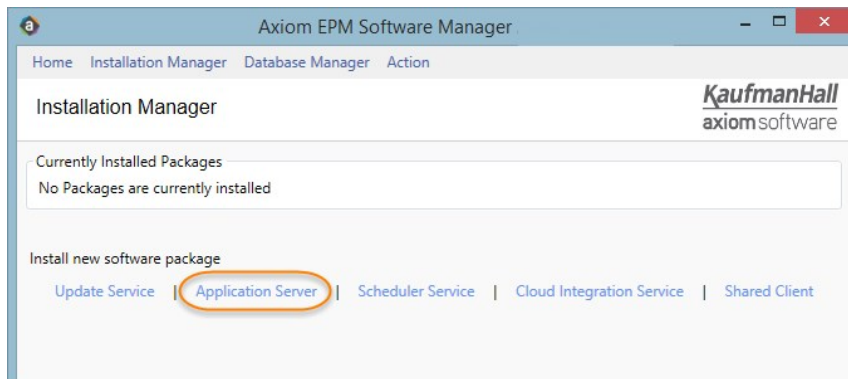 Axiom EPM Software Manager
Home Installation Manager Database Manager Action
Installation Manager
KaufmanHall
axiomsoftware
Currently Installed Packages
No Packages are currently installed
Install new software package
Update Service | Application Server | Scheduler Service | Cloud Integration Service | Shared Client